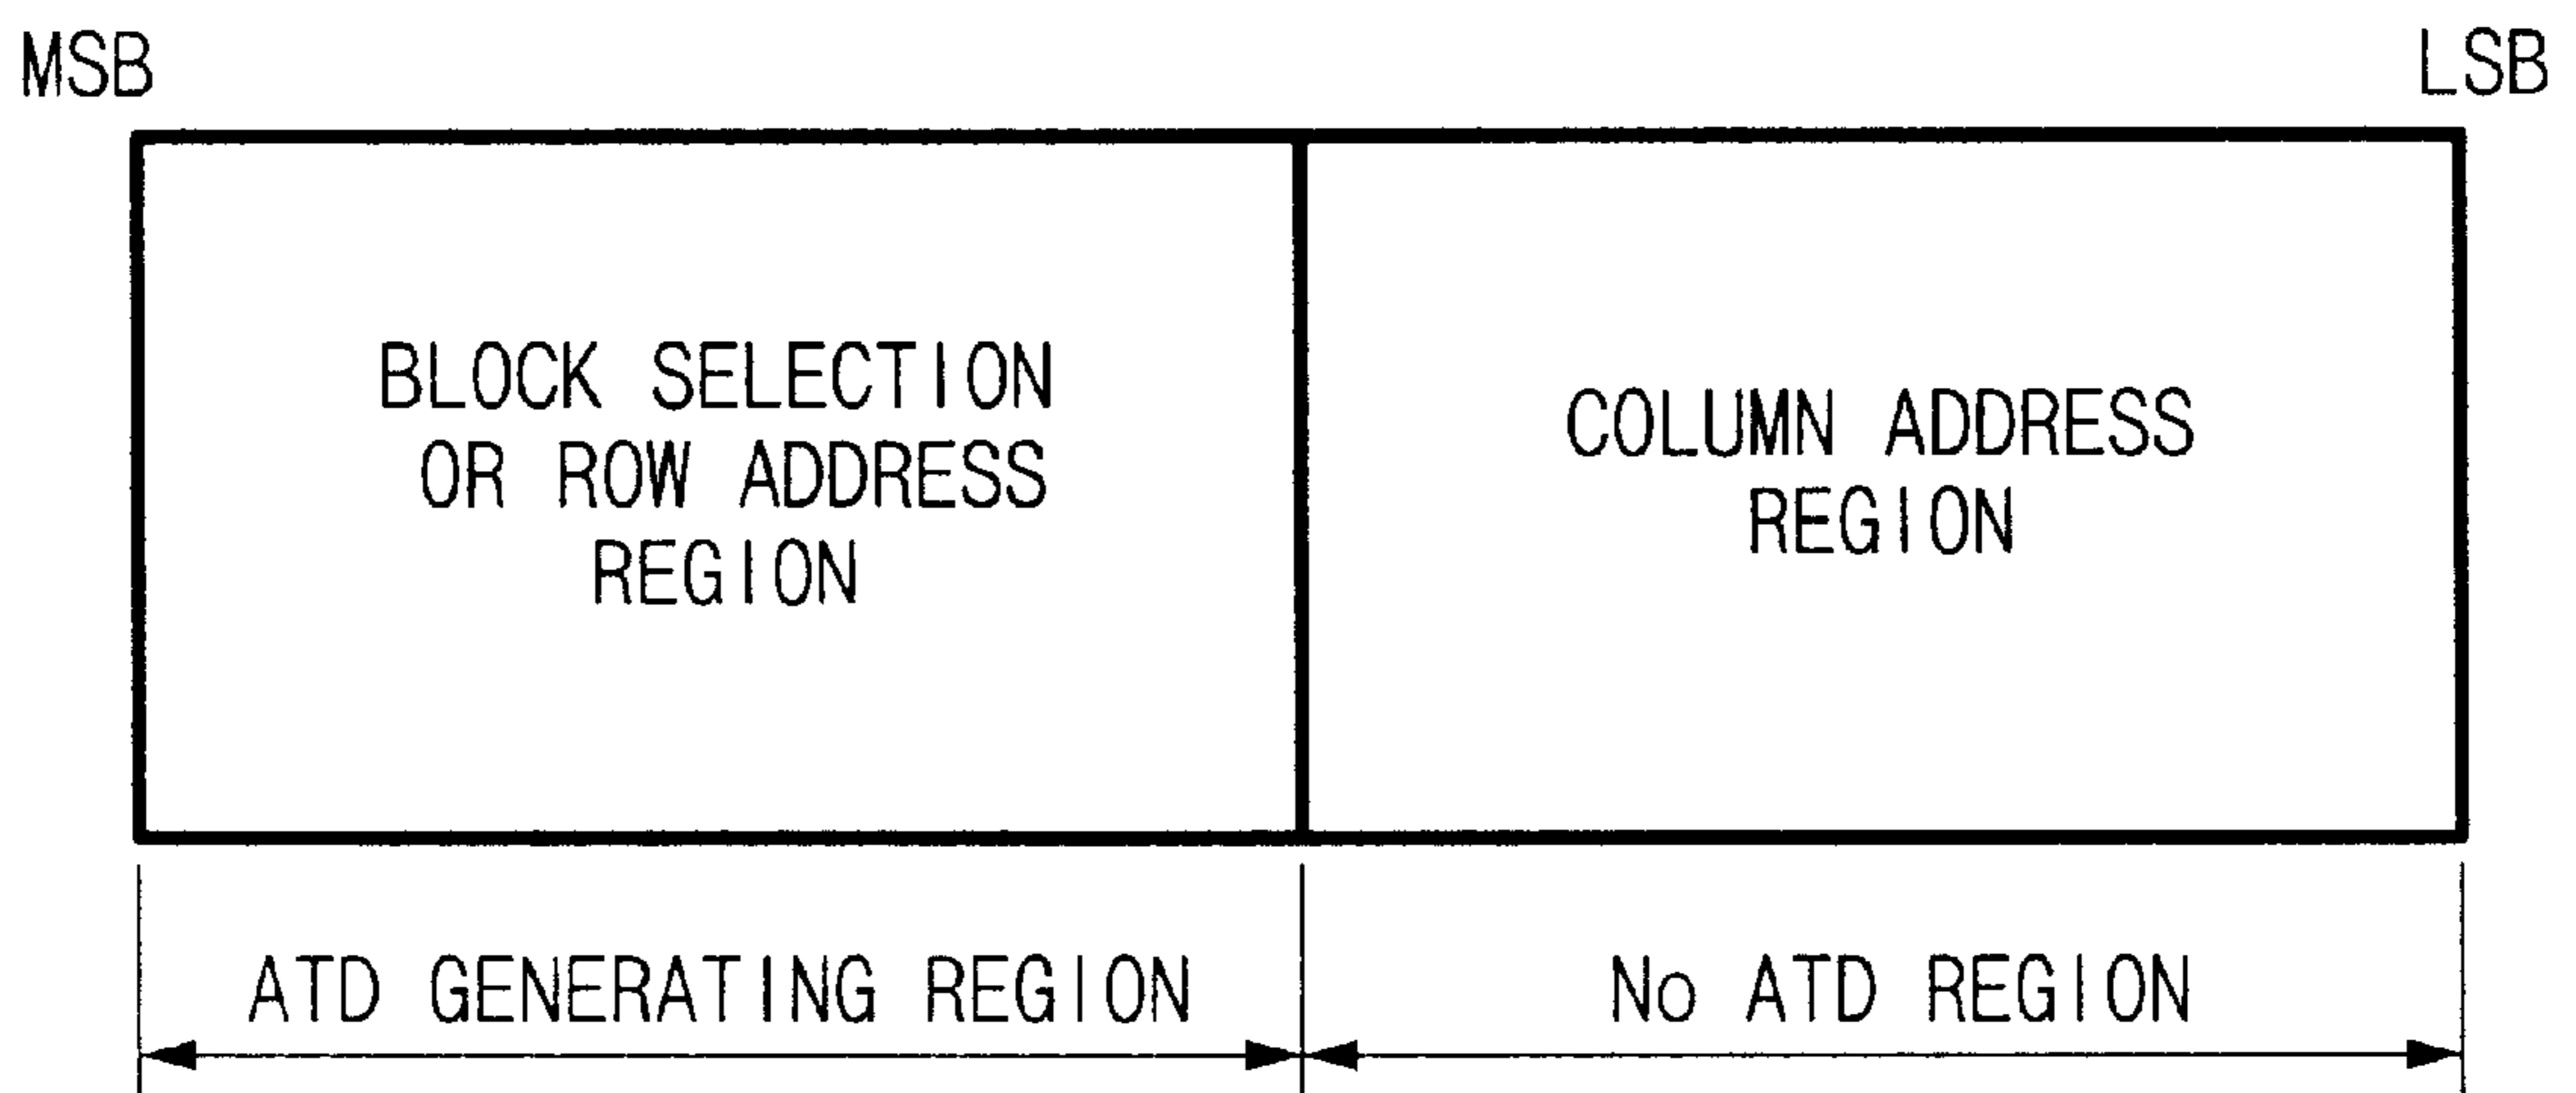 MSB
LSB
BLOCK SELECTION
OR ROW ADDRESS
REGION
COLUMN ADDRESS
REGION
ATD GENERATING REGION
No ATD REGION